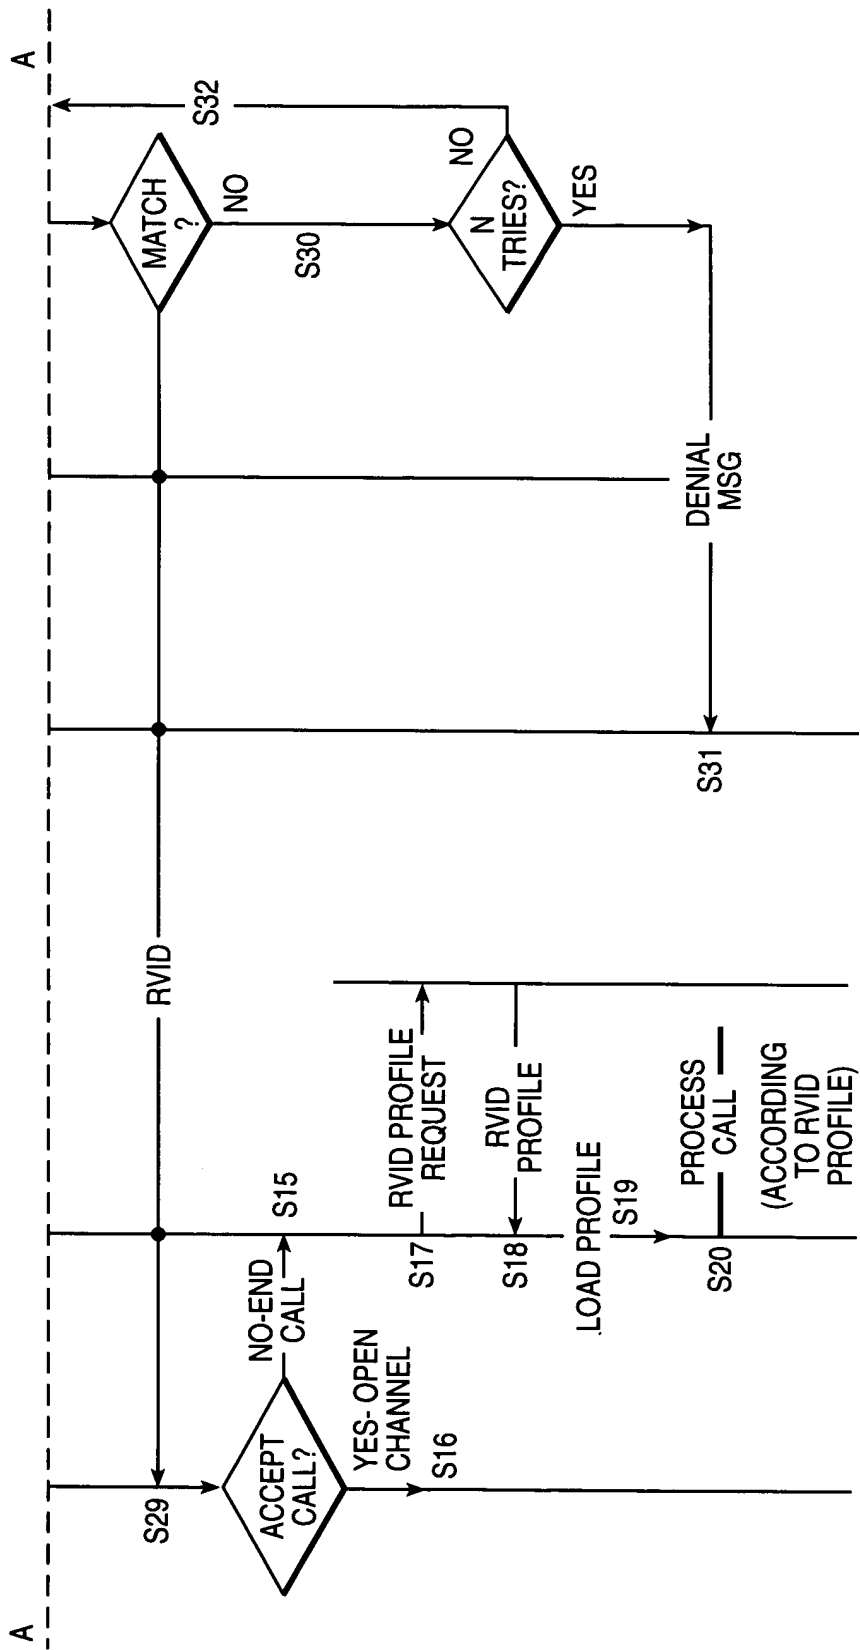 A
A
MATCH
?
NO
S32
S30
N
TRIES?
NO
YES
DENIAL
MSG
S31
RVID
S29
ACCEPT
CALL?
NO-END
CALL
S15
YES- OPEN
CHANNEL
S16
S17
RVID PROFILE
REQUEST
S18
RVID
PROFILE
LOAD PROFILE
S19
S20
PROCESS
CALL
(ACCORDING
TO RVID
PROFILE)